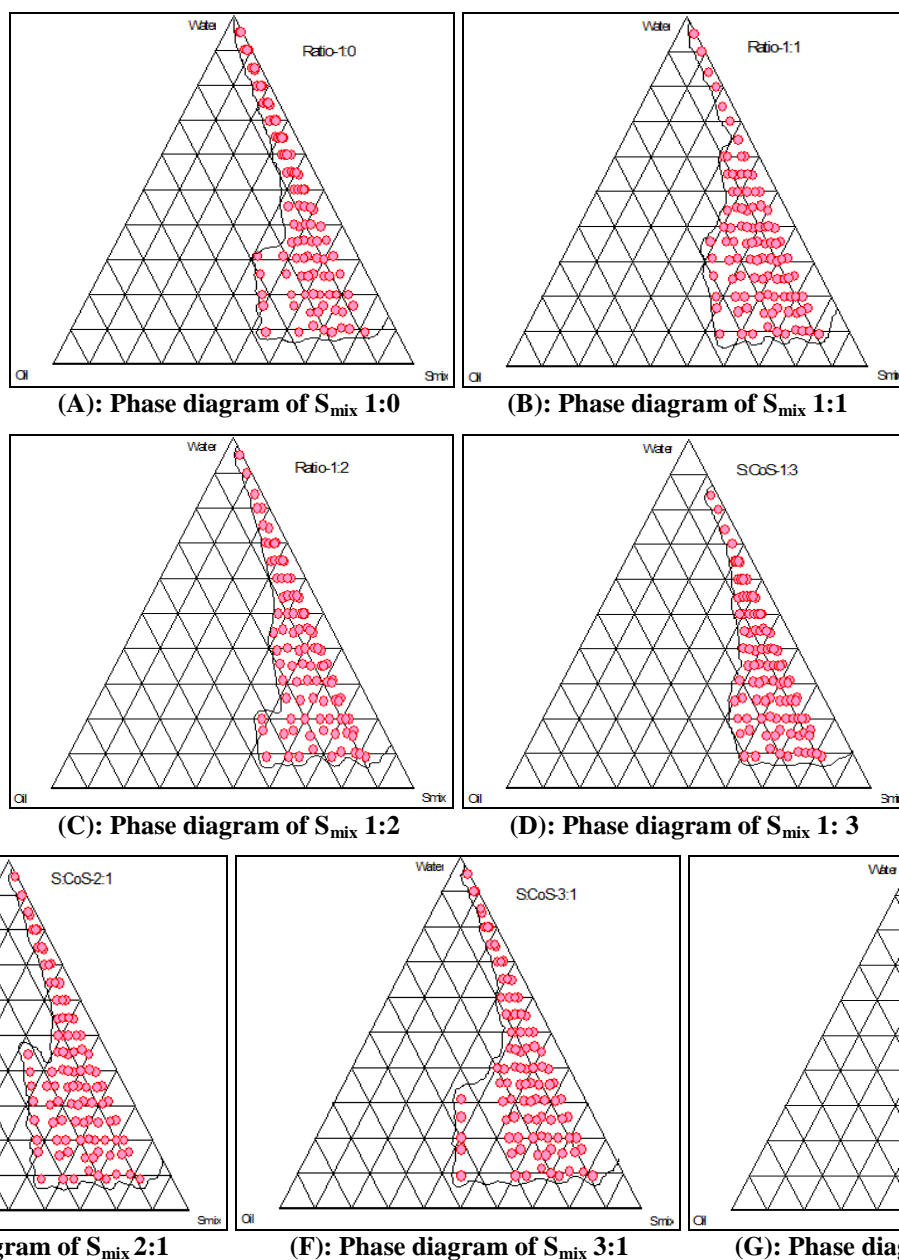 Water
Ratio-1:0
Oil
Smix
(A): Phase diagram of Smix 1:0
Water
Ratio-1:1
Oil
Smi
(B): Phase diagram of Smix 1:1
Water
Ratio-1:2
Oil
Smix
(C): Phase diagram of Smix 1:2
Water
S:CoS-1:3
Oil
Smi
(D): Phase diagram of Smix 1: 3
S:CoS-2:1
Smix
gram of Smix 2:1
Water
S:CoS-3:1
Oil
Smix
(F): Phase diagram of Smix 3:1
Water
Oil
(G): Phase diag